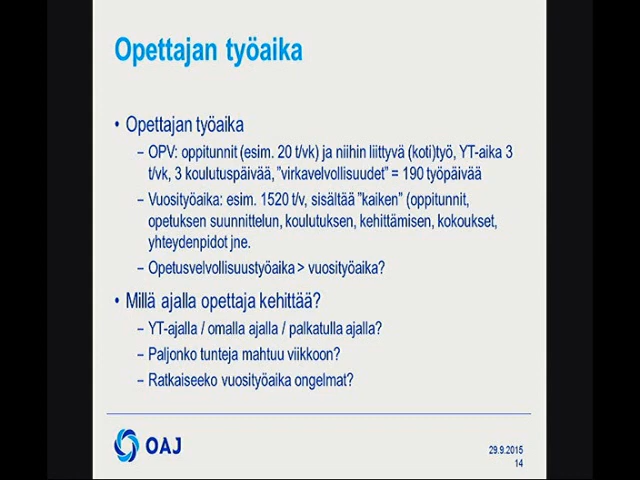 Opettajan työaika
• Opettajan työaika
– OPV: oppitunnit (esim. 20 t/vk) ja niihin liittyvä (koti)työ, YT-aika 3
t/vk, 3 koulutuspäivää, ”virkavelvollisuudet” = 190 työpäivää
– Vuosityöaika: esim. 1520 t/v, sisältää ”kaiken” (oppitunnit,
opetuksen suunnittelun, koulutuksen, kehittämisen, kokoukset,
yhteydenpidot jne.
– Opetusvelvollisuustyöaika > vuosityöaika?
• Millä ajalla opettaja kehittää?
– YT-ajalla / omalla ajalla / palkatulla ajalla?
– Paljonko tunteja mahtuu viikkoon?
– Ratkaiseeko vuosityöaika ongelmat?
OAJ
29.9.2015
14